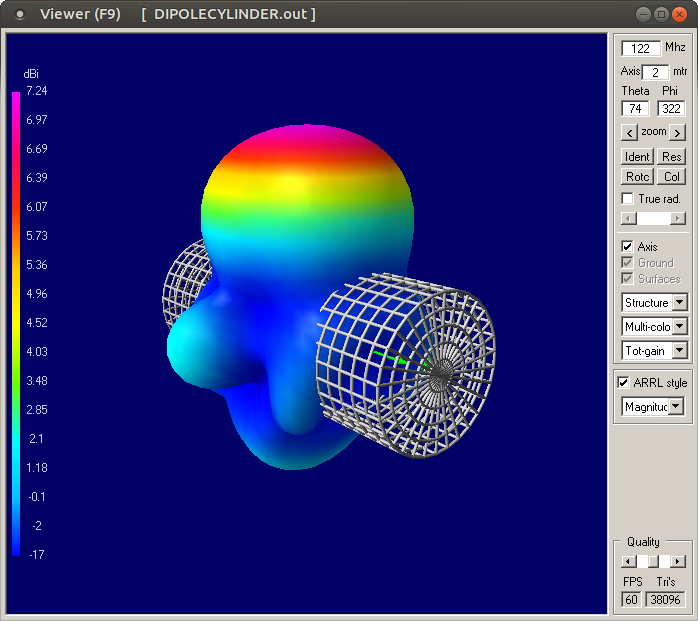 Viewer (F9) [ DIPOLECYLINDER.out ]
dBi
7.24
6.97
6.69
6.39
6.07
5.73
5.36
4.96
4.52
4.03
3.48
2.85
2.1
1.18
-0.1
-2
-17
122 Mhz
Axis 2 mtr
Theta Phi
74 322
< zoom >
Ident Res
Rotc Col
True rad.
Axis
Ground
Surfaces
Structure
Multi-colo
Tot-gain
ARRL style
Magnituc
Quality
FPS Tri's
60 38096